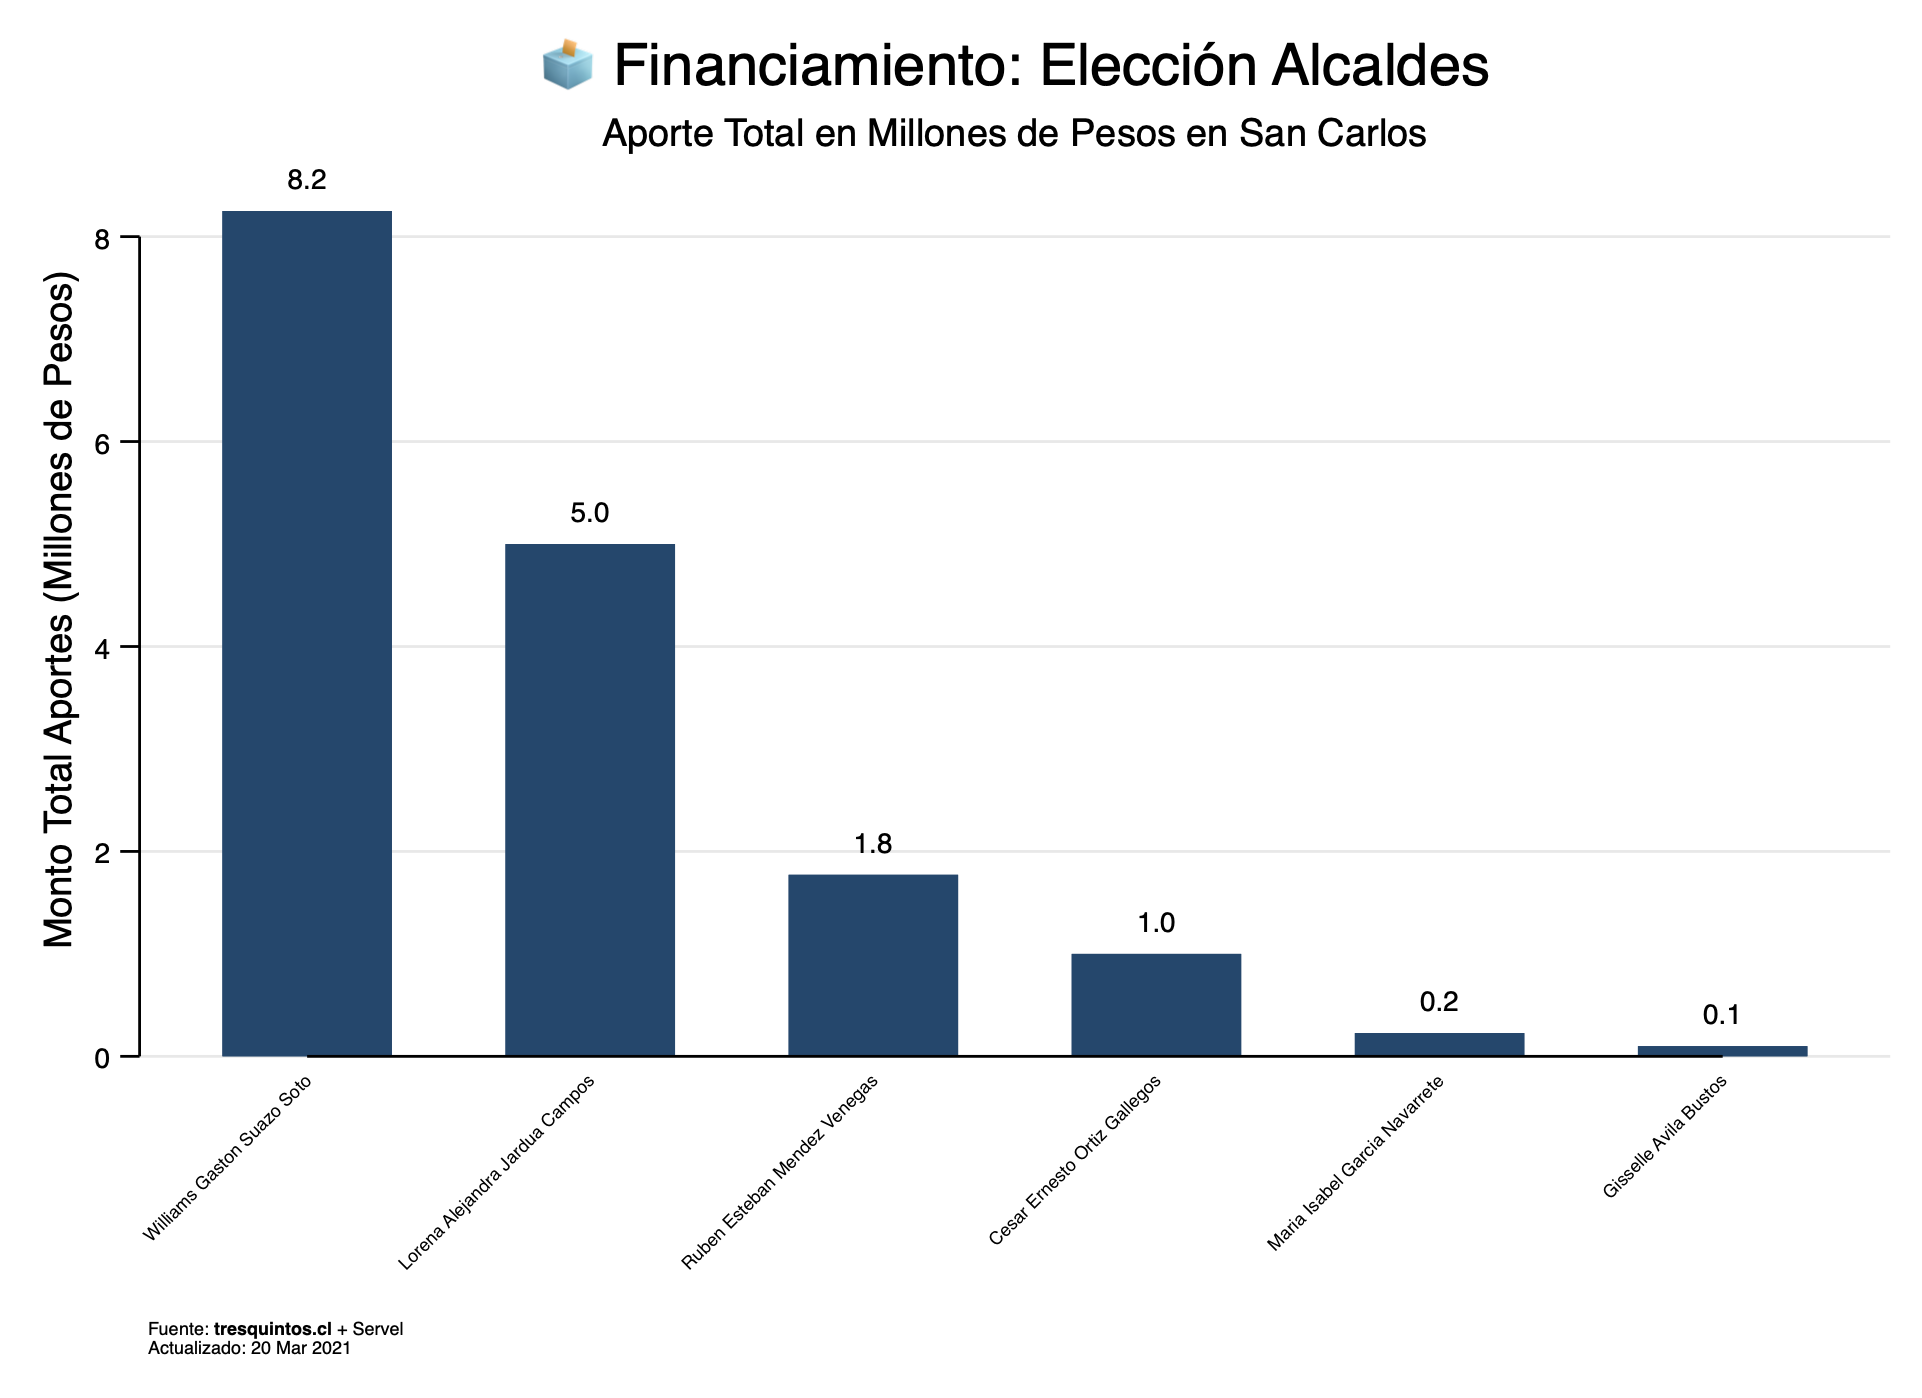 Financiamiento: Elección Alcaldes
Aporte Total en Millones de Pesos en San Carlos
Monto Total Aportes (Millones de Pesos)
8
6
4
2
0
8.2
5.0
1.8
1.0
0.2
0.1
Williams Gaston Suazo Soto
Lorena Alejandra Jardua Campos
Ruben Esteban Mendez Venegas
Cesar Ernesto Ortiz Gallegos
Maria Isabel Garcia Navarrete
Gisselle Avila Bustos
Fuente: tresquintos.cl + Servel
Actualizado: 20 Mar 2021